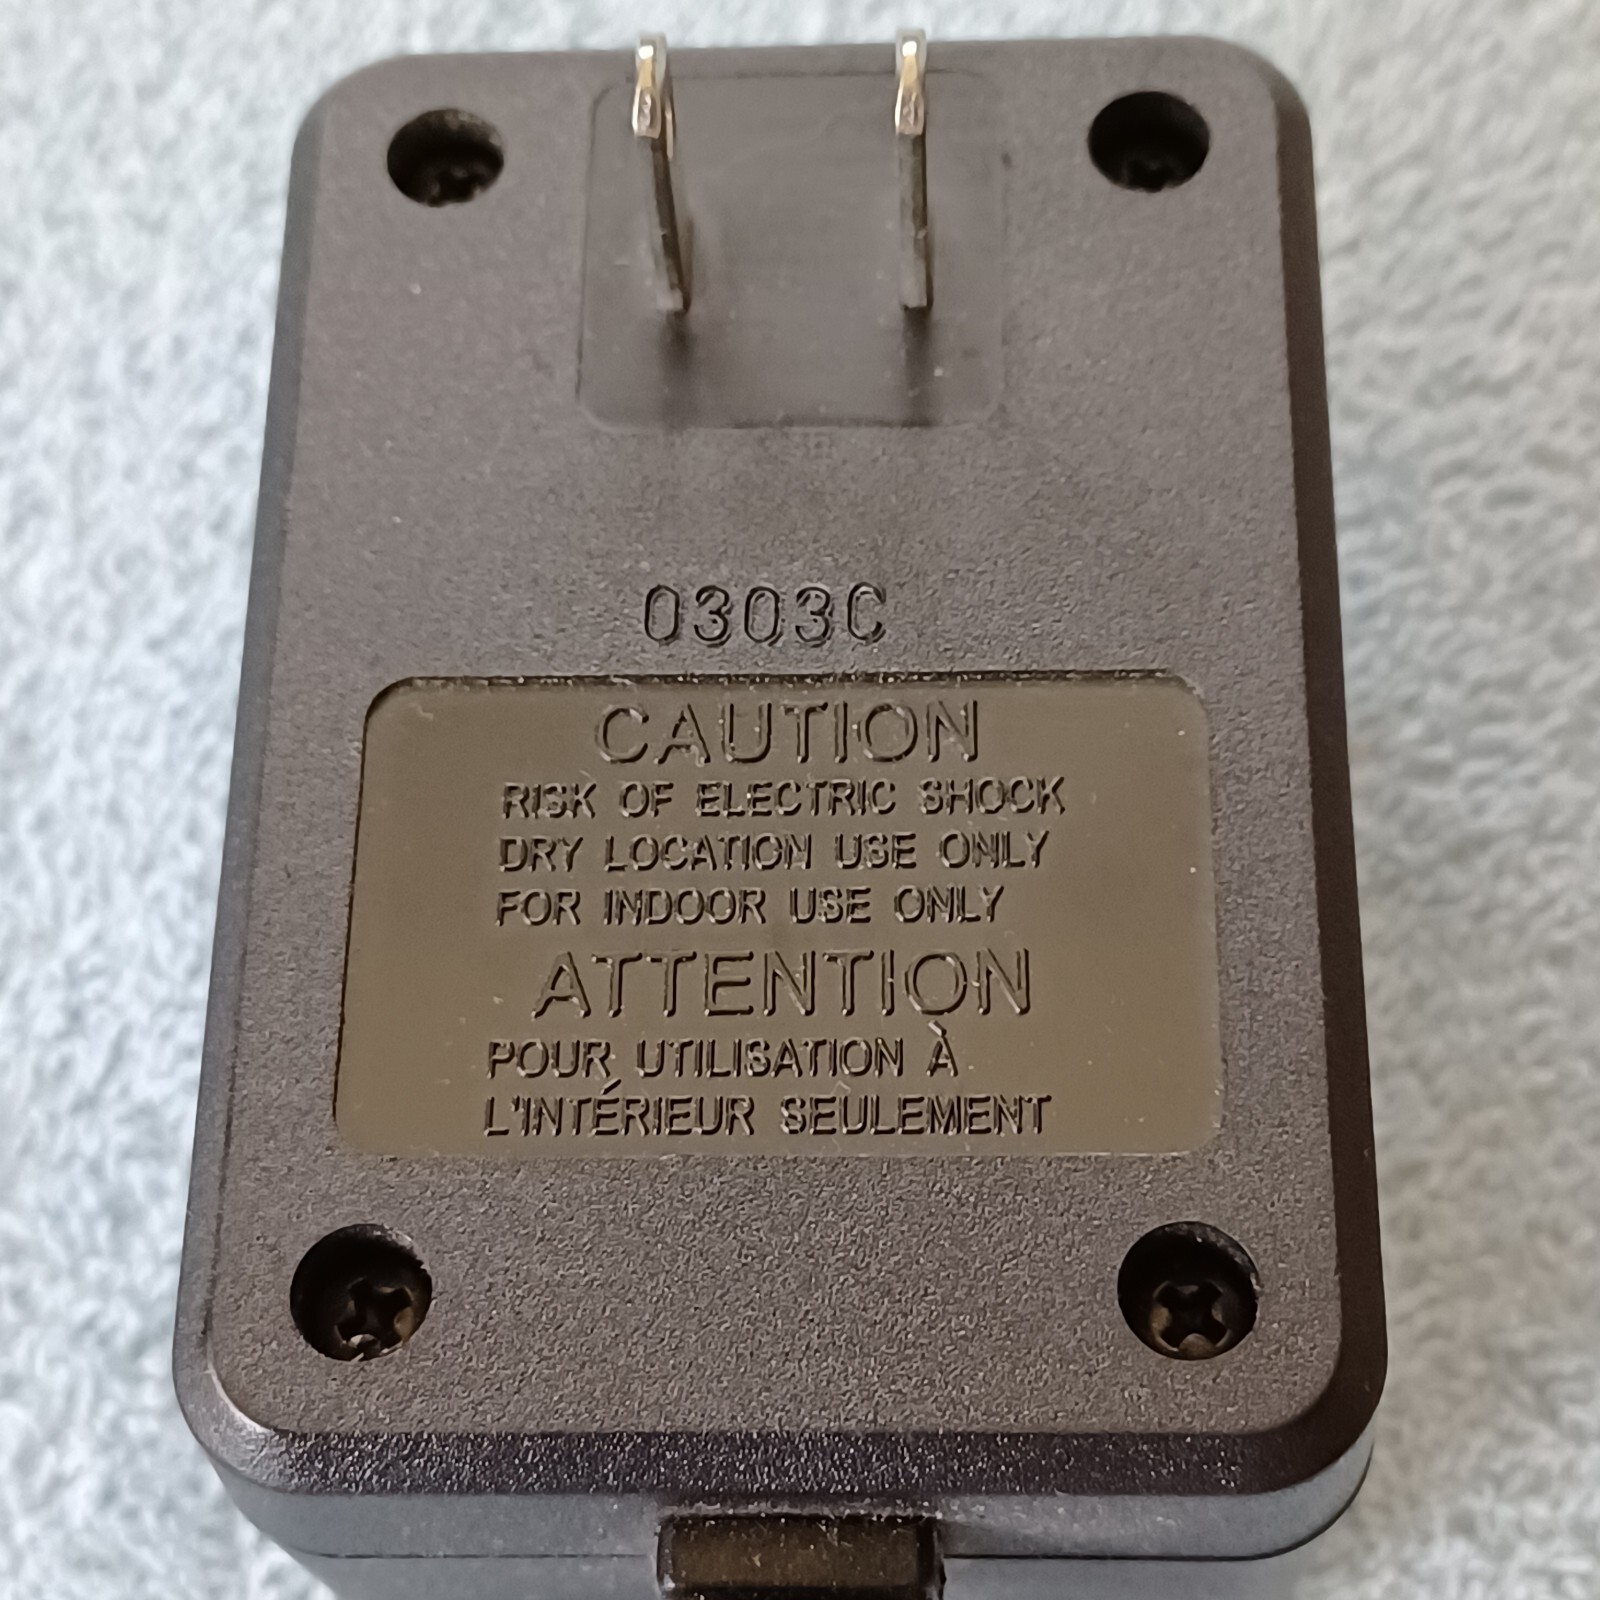 0303C
CAUTION
RISK OF ELECTRIC SHOCK
DRY LOCATION USE ONLY
FOR INDOOR USE ONLY
ATTENTION
POUR UTILISATION À
L'INTÉRIEUR SEULEMENT